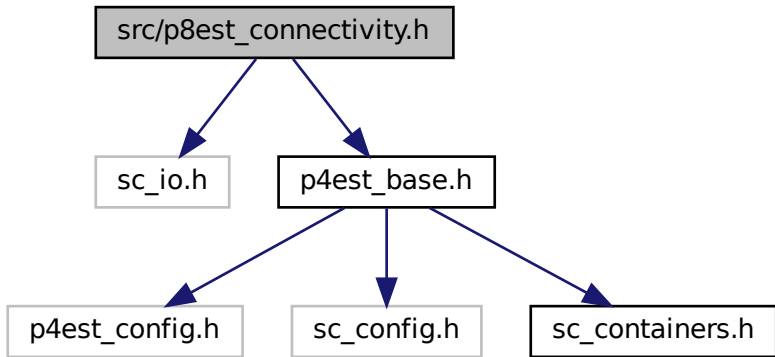 src/p8est_connectivity.h
sc_io.h
p4est_base.h
p4est_config.h
sc_config.h
sc_containers.h